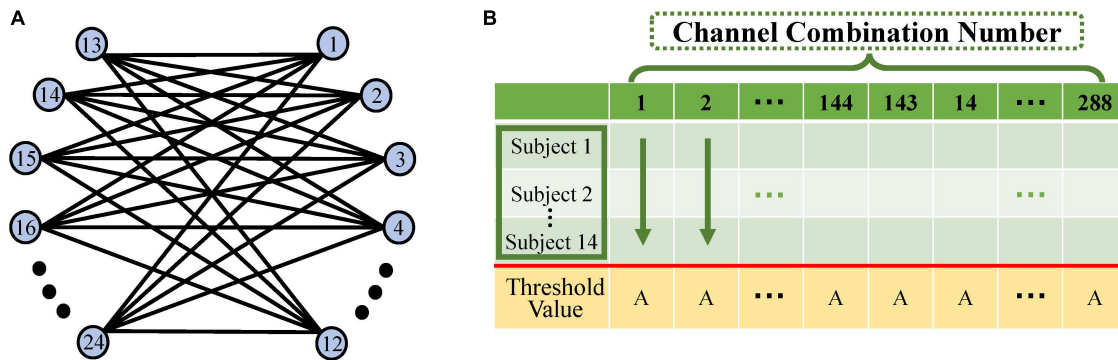 A
13
1
14
2
15
3
16
4
24
12
B
Channel Combination Number
1 2 ··· 144 143 14 ··· 288
Subject 1
Subject 2 ··· ···
⋮
Subject 14
Threshold
Value
A A ··· A A A ··· A